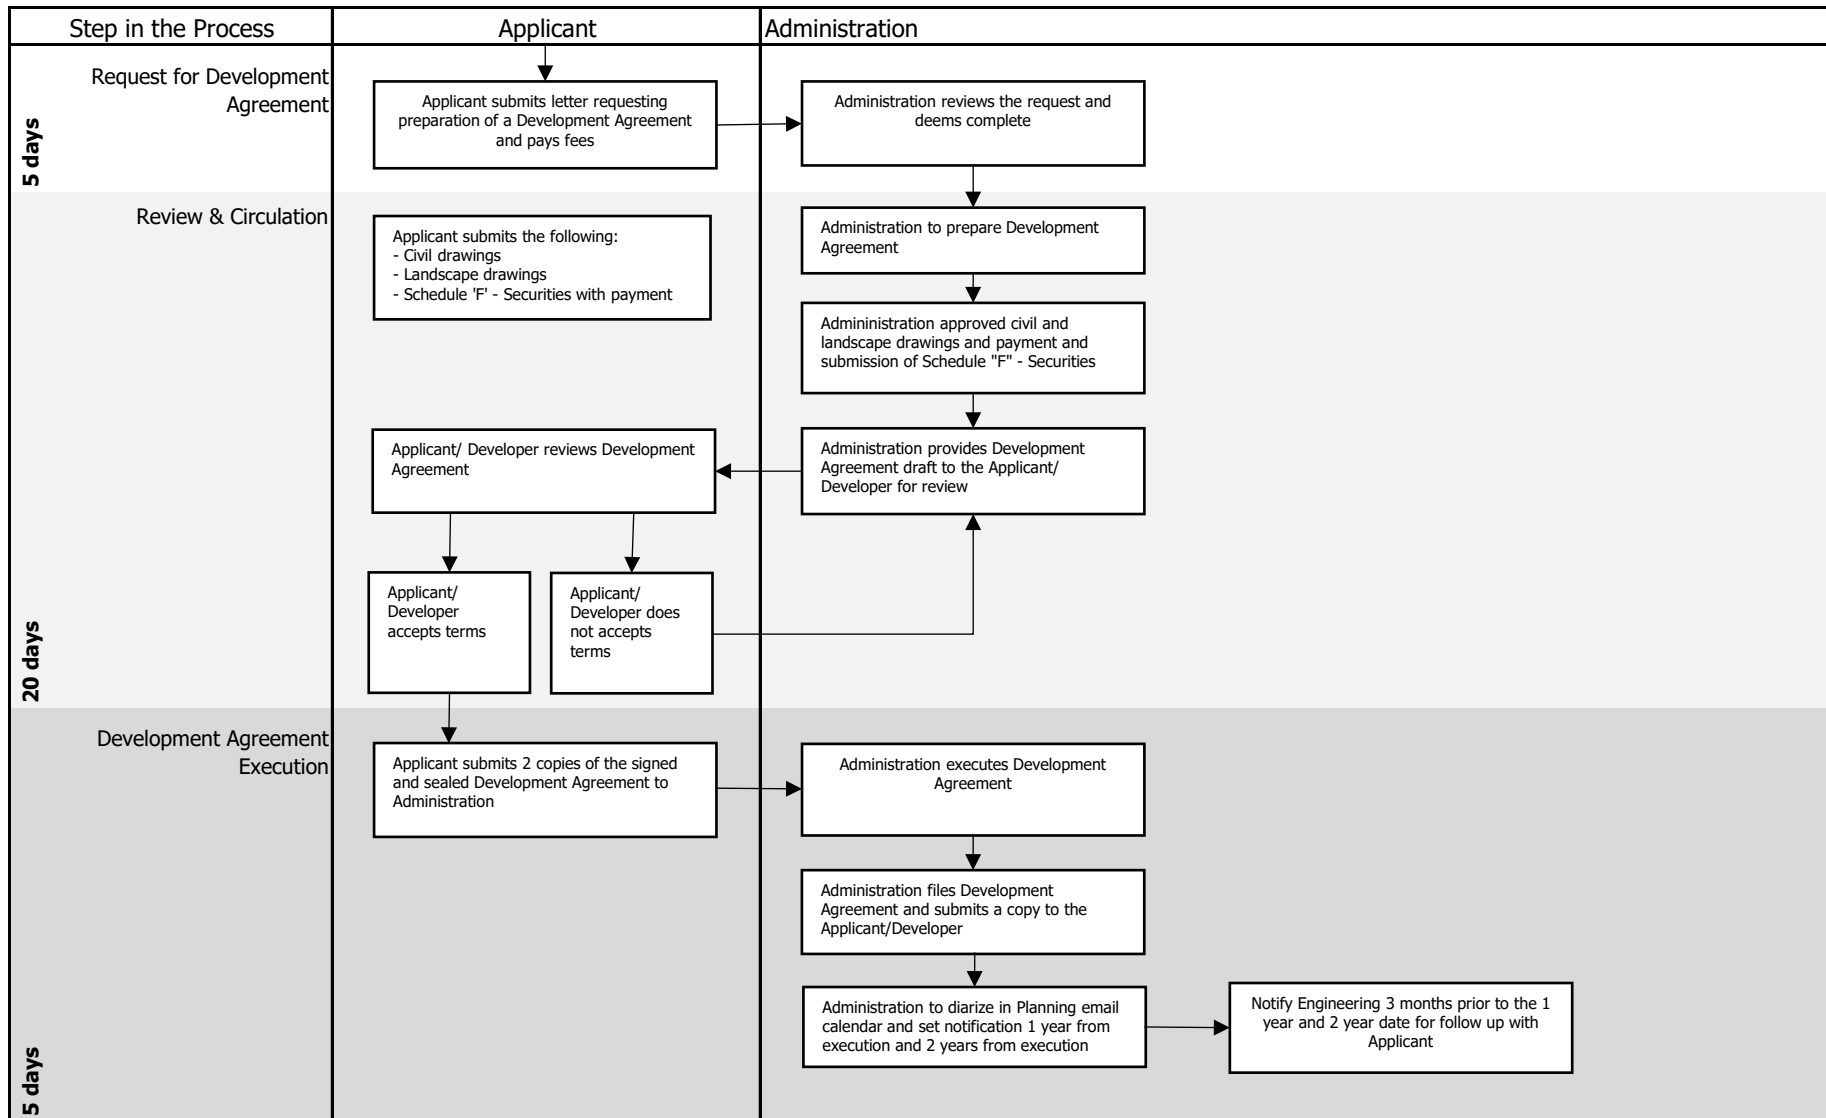 Step in the Process
Applicant
Administration
Request for Development
Agreement
5 days
Applicant submits letter requesting
preparation of a Development Agreement
and pays fees
Administration reviews the request and
deems complete
Review & Circulation
20 days
Applicant submits the following:
- Civil drawings
- Landscape drawings
- Schedule 'F' - Securities with payment
Administration to prepare Development
Agreement
Admininistration approved civil and
landscape drawings and payment and
submission of Schedule "F" - Securities
Applicant/ Developer reviews Development
Agreement
Administration provides Development
Agreement draft to the Applicant/
Developer for review
Applicant/
Developer
accepts terms
Applicant/
Developer does
not accepts
terms
Development Agreement
Execution
5 days
Applicant submits 2 copies of the signed
and sealed Development Agreement to
Administration
Administration executes Development
Agreement
Administration files Development
Agreement and submits a copy to the
Applicant/Developer
Administration to diarize in Planning email
calendar and set notification 1 year from
execution and 2 years from execution
Notify Engineering 3 months prior to the 1
year and 2 year date for follow up with
Applicant